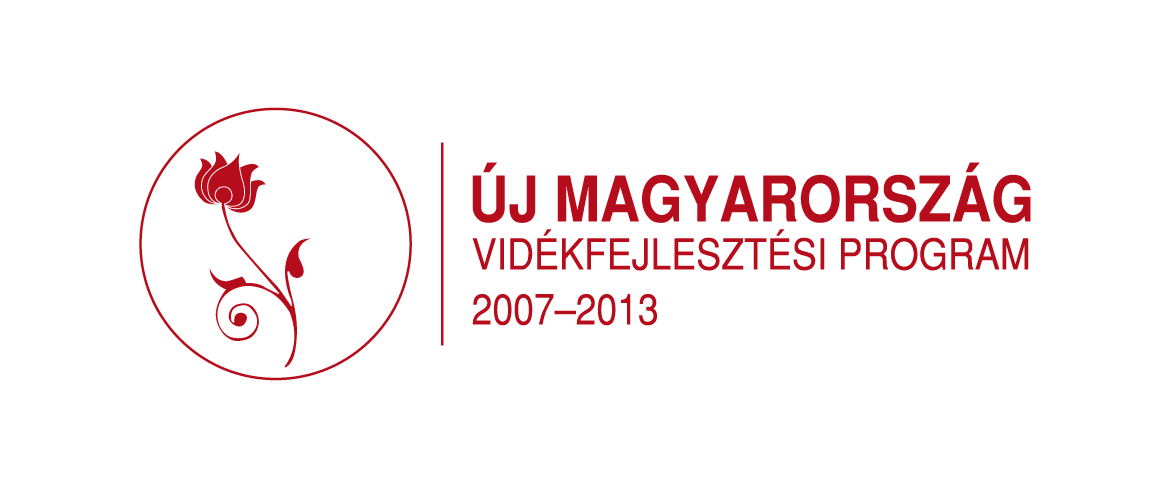 ÚJ MAGYARORSZÁG
VIDÉKFEJLESZTÉSI PROGRAM
2007–2013